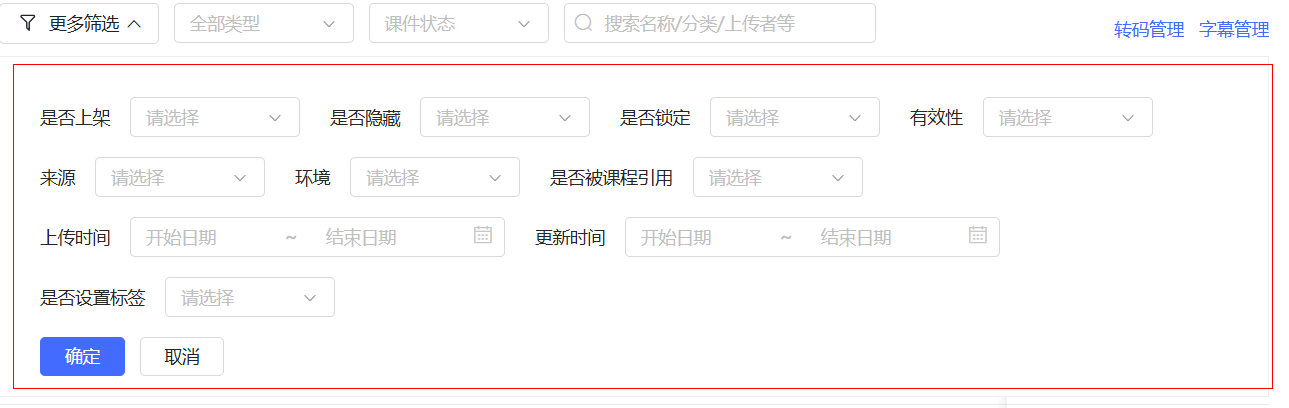 更多筛选 全部类型 课件状态 搜索名称/分类/上传者等 转码管理 字幕管理
是否上架 请选择 是否隐藏 请选择 是否锁定 请选择 有效性 请选择
来源 请选择 环境 请选择 是否被课程引用 请选择
上传时间 开始日期 ~ 结束日期 更新时间 开始日期 ~ 结束日期
是否设置标签 请选择
确定 取消